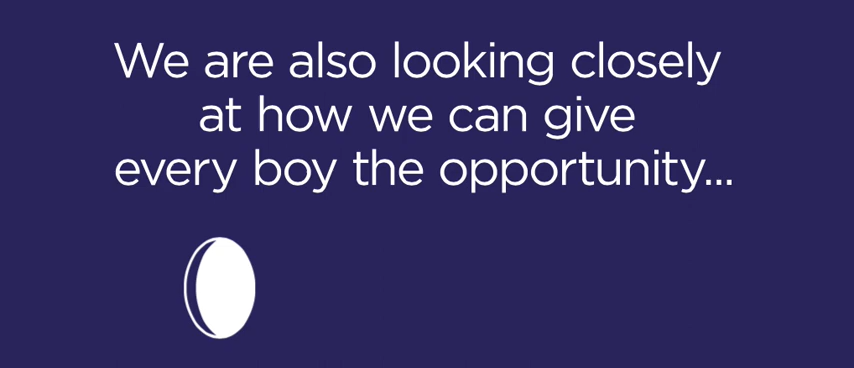 We are also looking closely
at how we can give
every boy the opportunity...